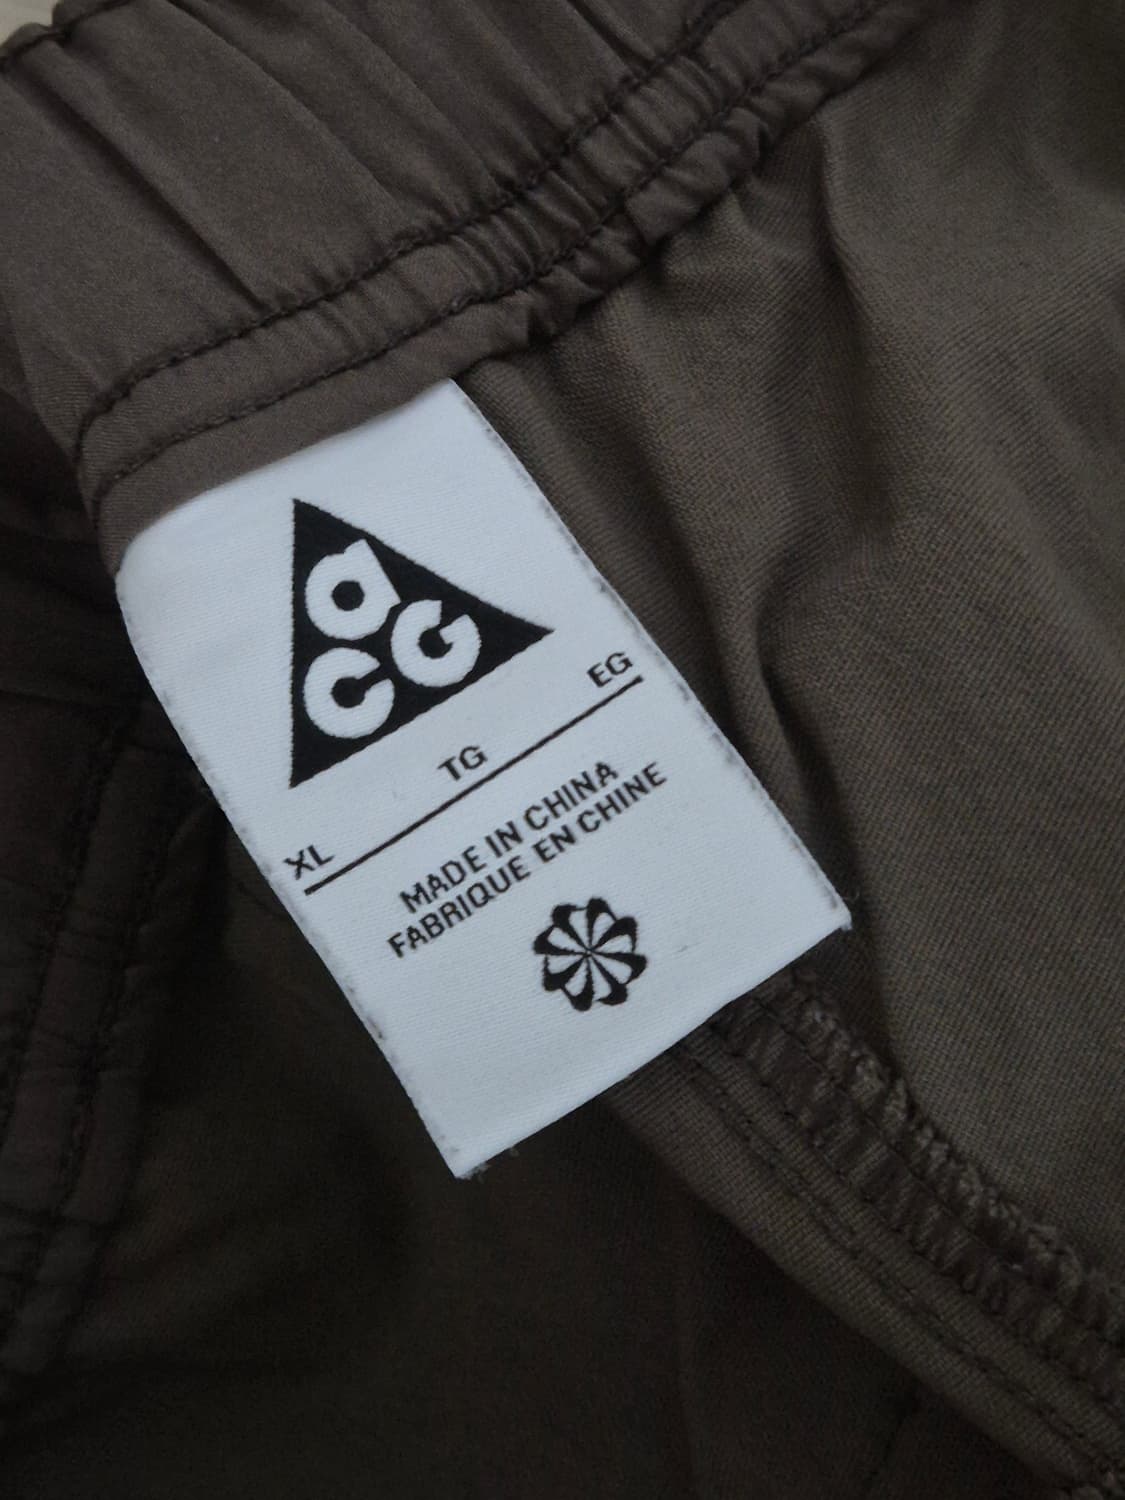 aCG
XL TG EG
MADE IN CHINA
FABRIQUE EN CHINE